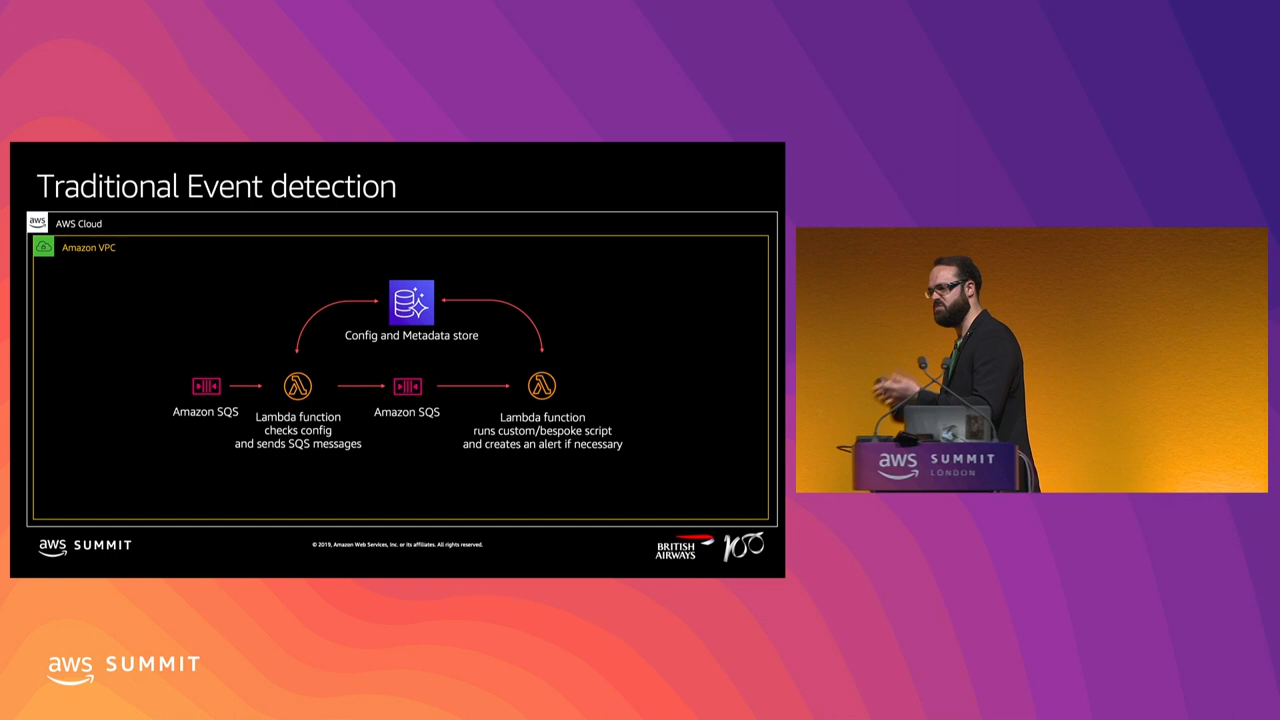 Traditional Event detection
aws
AWS Cloud
Amazon VPC
Config and Metadata store
Amazon SQS
Lambda function
checks config
and sends SQS messages
Amazon SQS
Lambda function
runs custom/bespoke script
and creates an alert if necessary
aws SUMMIT
© 2019, Amazon Web Services, Inc. or its affiliates. All rights reserved.
BRITISH
AIRWAYS
100
aws SUMMIT
LONDON
aws SUMMIT